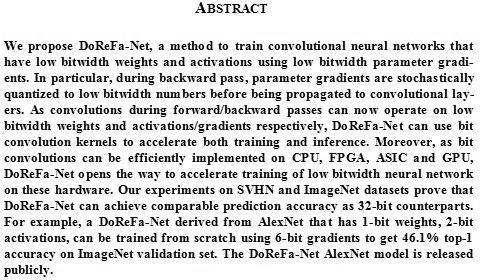 ABSTRACT
We propose DoReFa-Net, a method to train convolutional neural networks that
have low bitwidth weights and activations using low bitwidth parameter gradi-
ents. In particular, during backward pass, parameter gradients are stochastically
quantized to low bitwidth numbers before being propagated to convolutional lay-
ers. As convolutions during forward/backward passes can now operate on low
bitwidth weights and activations/gradients respectively, DoReFa-Net can use bit
convolution kernels to accelerate both training and inference. Moreover, as bit
convolutions can be efficiently implemented on CPU, FPGA, ASIC and GPU,
DoReFa-Net opens the way to accelerate training of low bitwidth neural network
on these hardware. Our experiments on SVHN and ImageNet datasets prove that
DoReFa-Net can achieve comparable prediction accuracy as 32-bit counterparts.
For example, a DoReFa-Net derived from AlexNet that has 1-bit weights, 2-bit
activations, can be trained from scratch using 6-bit gradients to get 46.1% top-1
accuracy on ImageNet validation set. The DoReFa-Net AlexNet model is released
publicly.